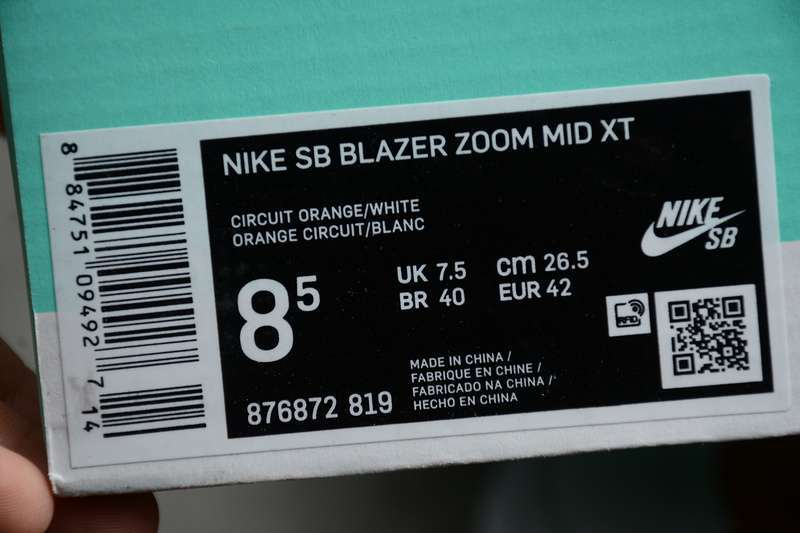 NIKE SB BLAZER ZOOM MID XT
CIRCUIT ORANGE/WHITE
ORANGE CIRCUIT/BLANC
8⁵
UK 7.5 cm 26.5
BR 40 EUR 42
NIKE
SB
RFID
MADE IN CHINA /
FABRIQUE EN CHINE /
FABRICADO NA CHINA /
HECHO EN CHINA
876872 819
8 84751 09492 7 14